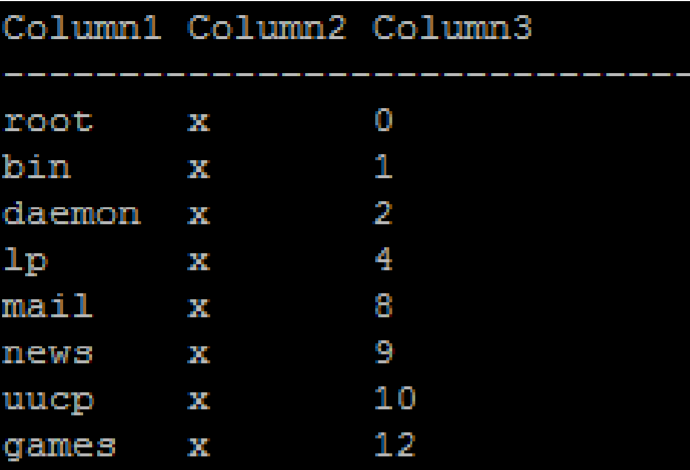 Column1 Column2 Column3
------------------------------
root x 0
bin x 1
daemon x 2
lp x 4
mail x 8
news x 9
uucp x 10
games x 12